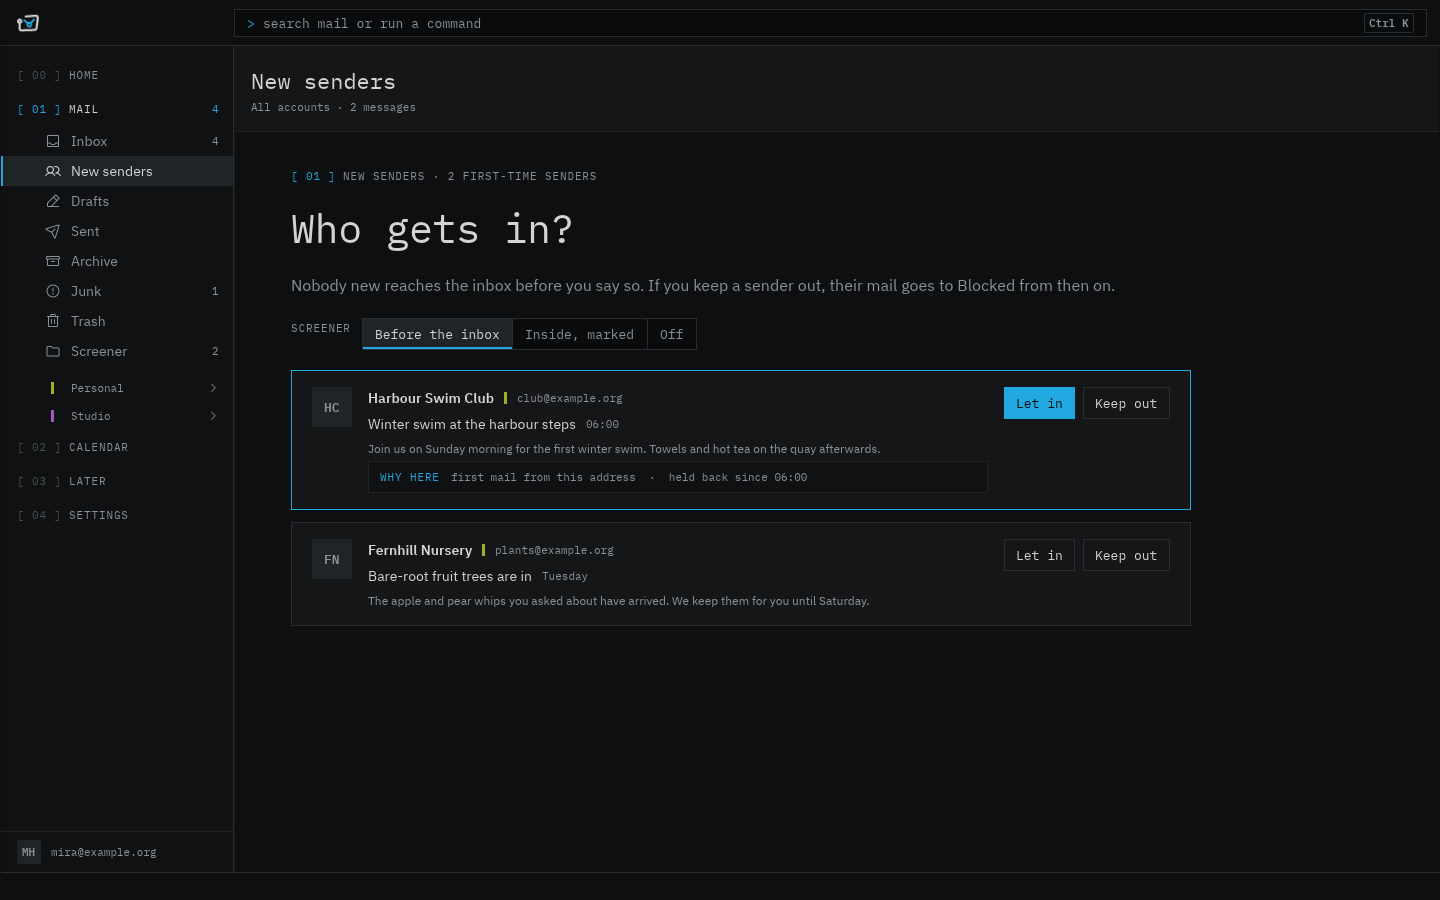 > search mail or run a command Ctrl K
[ 00 ] HOME
[ 01 ] MAIL 4
Inbox 4
New senders
Drafts
Sent
Archive
Junk 1
Trash
Screener 2
Personal
Studio
[ 02 ] CALENDAR
[ 03 ] LATER
[ 04 ] SETTINGS
MH mira@example.org
New senders
All accounts · 2 messages
[ 01 ] NEW SENDERS · 2 FIRST-TIME SENDERS
Who gets in?
Nobody new reaches the inbox before you say so. If you keep a sender out, their mail goes to Blocked from then on.
SCREENER Before the inbox Inside, marked Off
HC Harbour Swim Club club@example.org Let in Keep out
Winter swim at the harbour steps 06:00
Join us on Sunday morning for the first winter swim. Towels and hot tea on the quay afterwards.
WHY HERE first mail from this address · held back since 06:00
FN Fernhill Nursery plants@example.org Let in Keep out
Bare-root fruit trees are in Tuesday
The apple and pear whips you asked about have arrived. We keep them for you until Saturday.